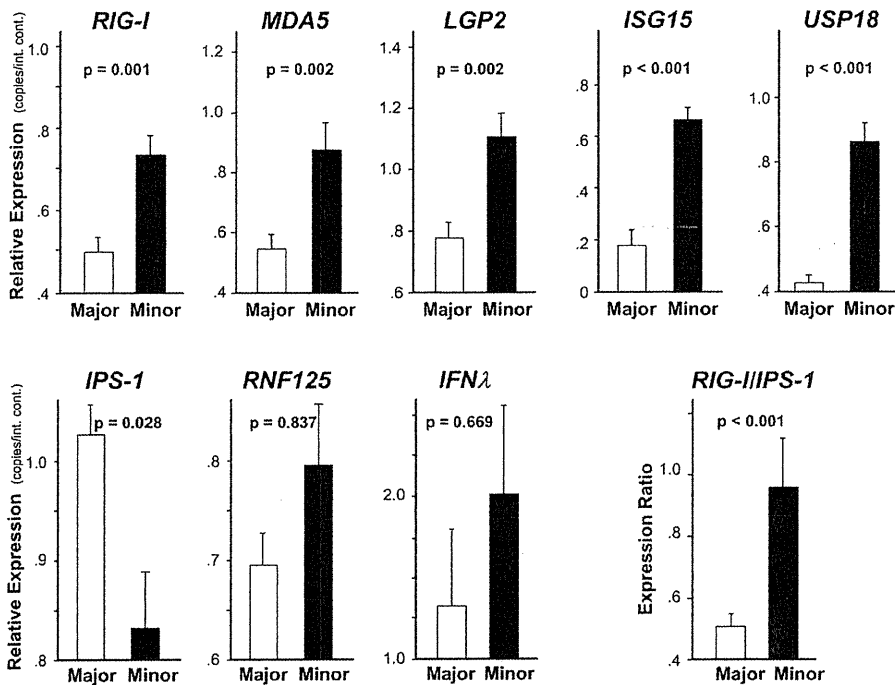 RIG-I
MDA5
LGP2
ISG15
USP18
Relative Expression (copies/int. cont.)
1.0
.8
.6
.4
p = 0.001
Major Minor
1.2
1.0
.8
.6
.4
p = 0.002
Major Minor
1.4
1.2
1.0
.8
.6
p = 0.002
Major Minor
.8
.6
.4
.2
0
p < 0.001
Major Minor
1.0
.8
.6
.4
p < 0.001
Major Minor
IPS-1
RNF125
IFNλ
RIG-I/IPS-1
Relative Expression (copies/int. cont.)
1.0
.9
.8
p = 0.028
Major Minor
.8
.7
.6
p = 0.837
Major Minor
2.0
1.0
p = 0.669
Major Minor
Expression Ratio
1.0
.8
.6
.4
p < 0.001
Major Minor